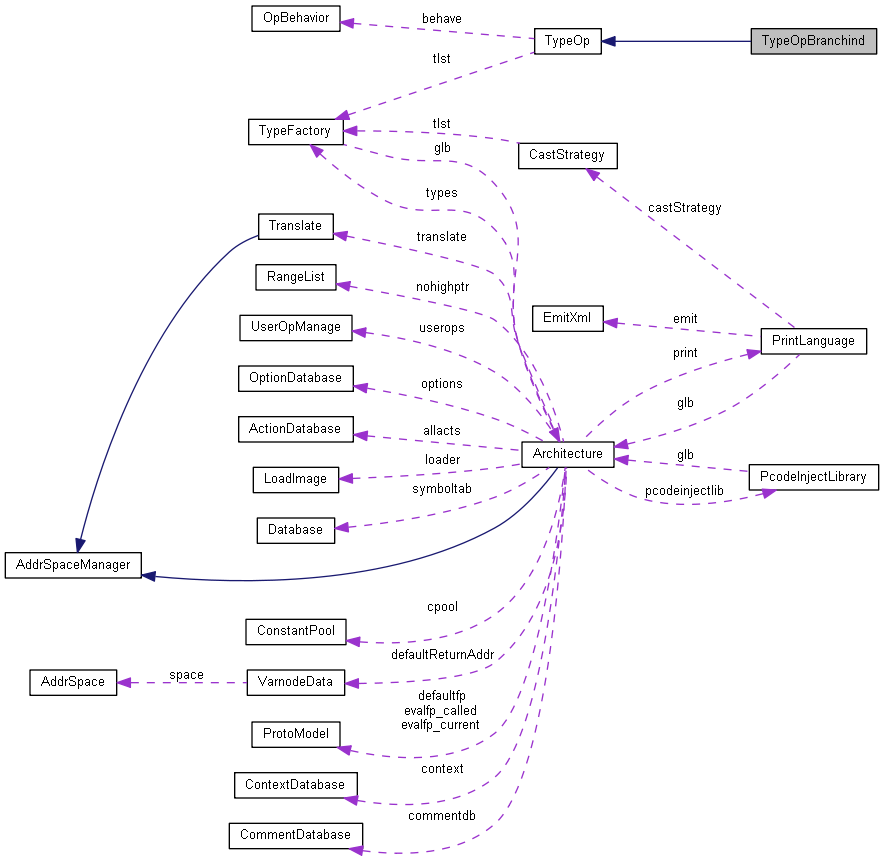 OpBehavior
behave
TypeOp
TypeOpBranchind
tlst
TypeFactory
tlst
glb
CastStrategy
types
castStrategy
Translate
translate
RangeList
nohighptr
UserOpManage
userops
EmitXml
emit
PrintLanguage
print
OptionDatabase
options
glb
ActionDatabase
allacts
Architecture
glb
LoadImage
loader
PcodeInjectLibrary
symboltab
pcodeinjectlib
Database
AddrSpaceManager
cpool
ConstantPool
defaultReturnAddr
AddrSpace
space
VarnodeData
defaultfp
evalfp_called
evalfp_current
ProtoModel
context
ContextDatabase
commentdb
CommentDatabase